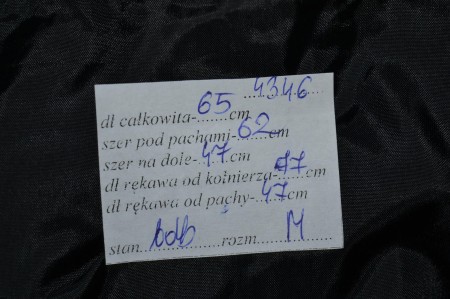 4346
dł całkowita-65cm
szer pod pachami-62cm
szer na dole-47cm
dł rękawa od kołnierza-77cm
dł rękawa od pachy-47cm
stan bdb rozm M